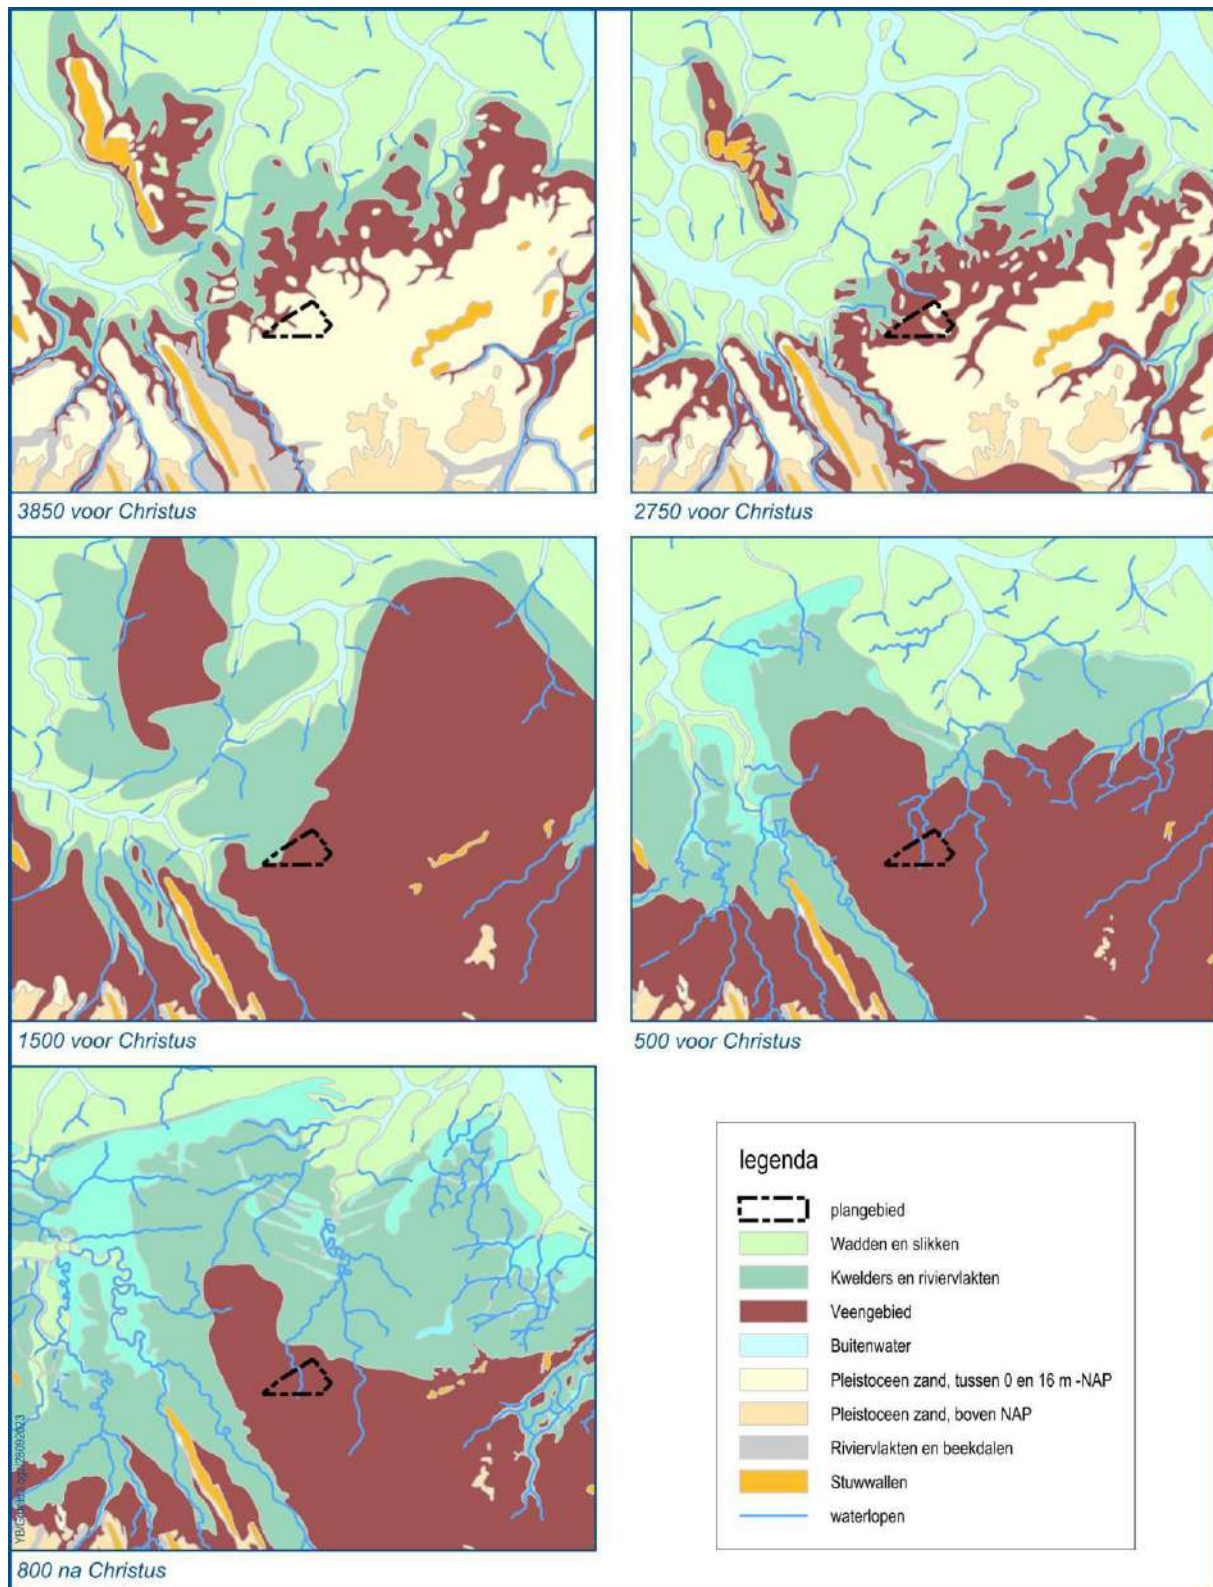 3850 voor Christus
2750 voor Christus
1500 voor Christus
500 voor Christus
800 na Christus
legenda
plangebied
Wadden en slikken
Kwelders en riviervlakten
Veengebied
Buitenwater
Pleistoceen zand, tussen 0 en 16 m -NAP
Pleistoceen zand, boven NAP
Riviervlakten en beekdalen
Stuwwallen
waterlopen